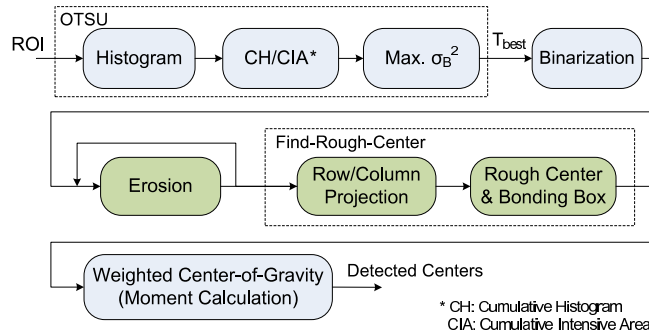 OTSU
ROI
Histogram
CH/CIA*
Max. σB²
Tbest
Binarization
Find-Rough-Center
Erosion
Row/Column
Projection
Rough Center
& Bonding Box
Weighted Center-of-Gravity
(Moment Calculation)
Detected Centers
* CH: Cumulative Histogram
CIA: Cumulative Intensive Area